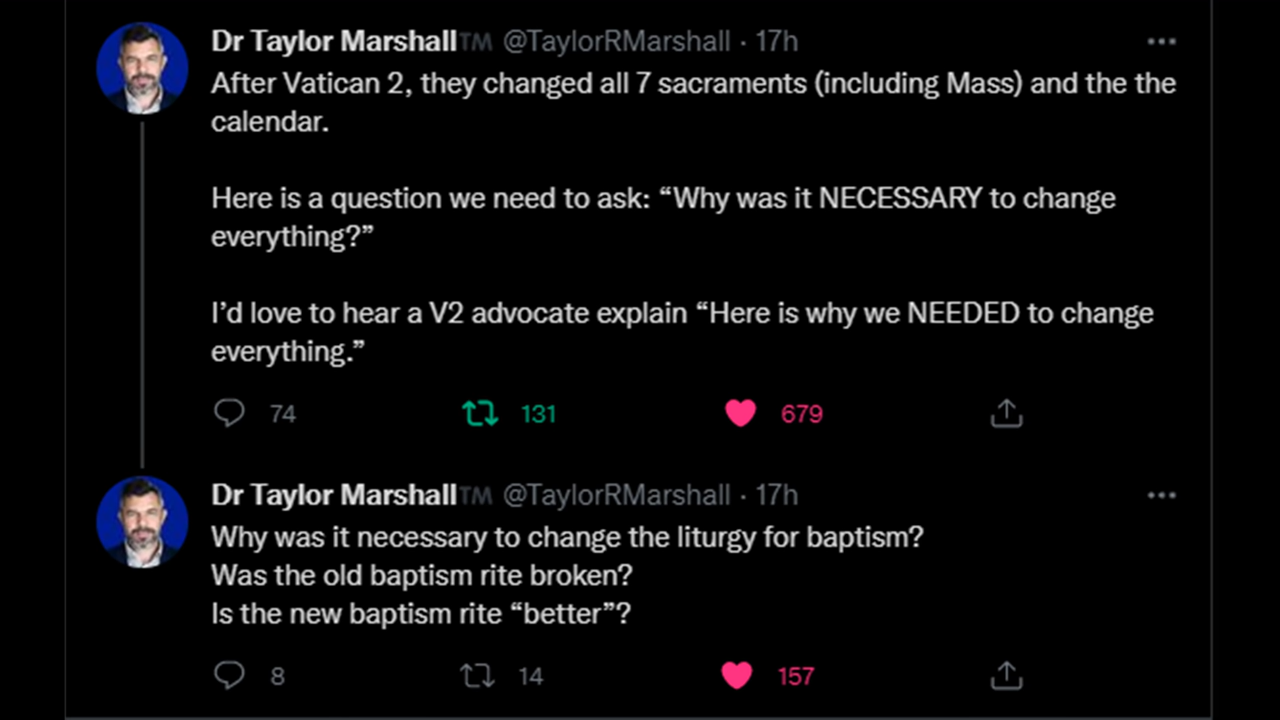 Dr Taylor Marshall™ @TaylorRMarshall · 17h
After Vatican 2, they changed all 7 sacraments (including Mass) and the the
calendar.
Here is a question we need to ask: “Why was it NECESSARY to change
everything?”
I’d love to hear a V2 advocate explain “Here is why we NEEDED to change
everything.”
74 131 679
Dr Taylor Marshall™ @TaylorRMarshall · 17h
Why was it necessary to change the liturgy for baptism?
Was the old baptism rite broken?
Is the new baptism rite “better”?
8 14 157